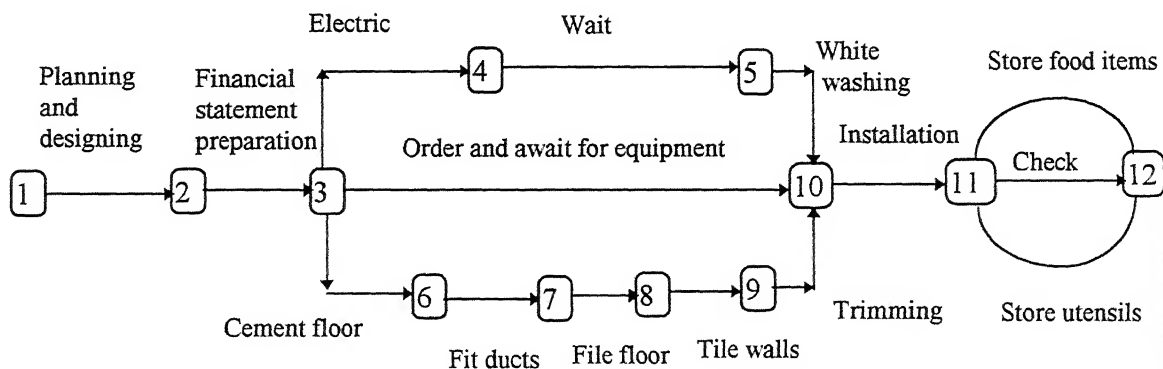 Electric
Wait
Planning
and
designing
Financial
statement
preparation
White
washing
Store food items
4
5
Order and await for equipment
Installation
Check
1
2
3
10
11
12
6
7
8
9
Cement floor
Fit ducts
File floor
Tile walls
Trimming
Store utensils